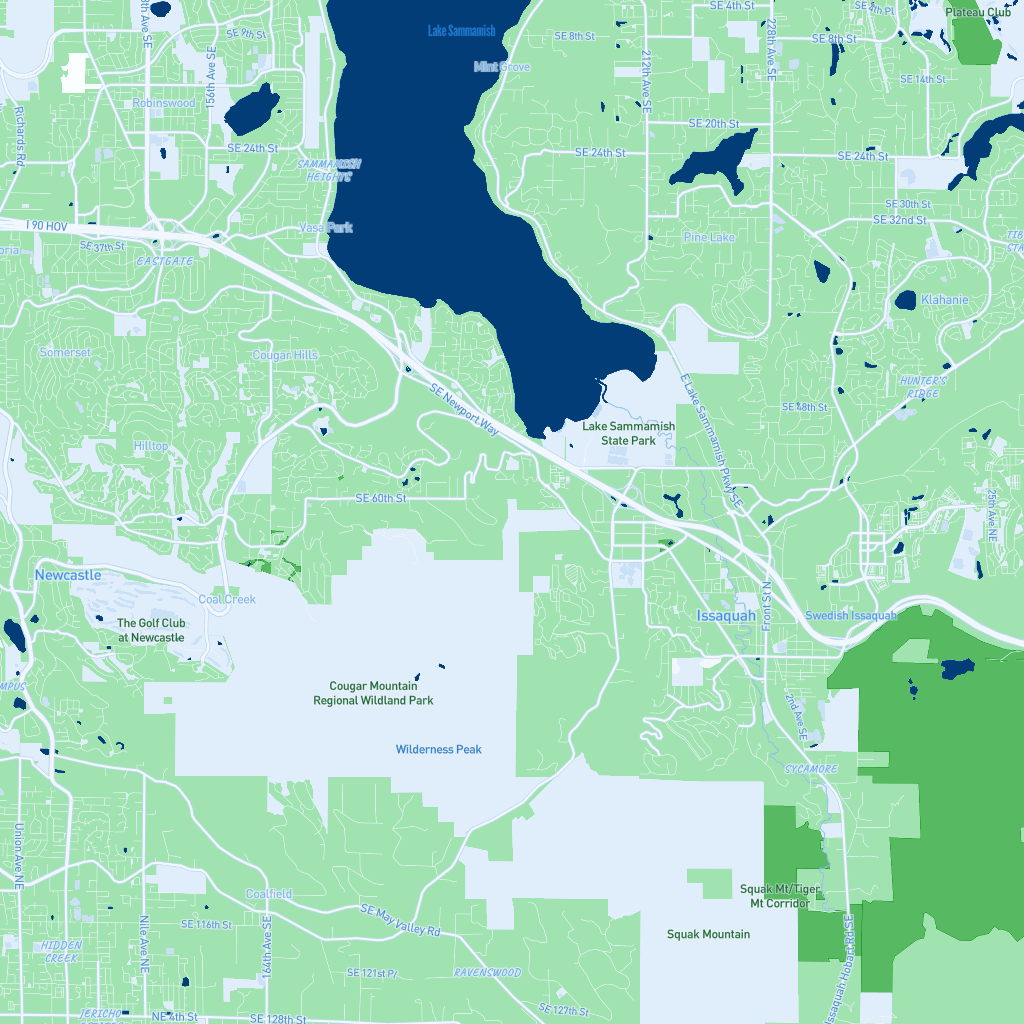 SE 4th St
SE 4th Pl
Plateau Club
Lake Sammamish
SE 9th St
SE 8th St
SE 8th St
228th Ave SE
156th Ave SE
212th Ave SE
Mint Grove
SE 14th St
Robinswood
Richards Rd
SE 20th St
SE 24th St
SE 24th St
SE 24th St
SAMMAMISH
HEIGHTS
SE 30th St
SE 32nd St
I 90 HOV
Vasa Park
Pine Lake
SE 37th St
EASTGATE
Klahanie
Somerset
Cougar Hills
HUNTER'S
RIDGE
SE Newport Way
E Lake Sammamish Pkwy SE
SE 48th St
Lake Sammamish
State Park
Hilltop
SE 60th St
25th Ave NE
Newcastle
Coal Creek
Front St N
Issaquah
Swedish Issaquah
The Golf Club
at Newcastle
Cougar Mountain
Regional Wildland Park
2nd Ave SE
Wilderness Peak
SYCAMORE
Union Ave NE
Coalfield
Squak Mt/Tiger
Mt Corridor
SE May Valley Rd
SE 116th St
Nile Ave NE
164th Ave SE
Squak Mountain
HIDDEN
CREEK
SE 121st Pl
RAVENSWOOD
Issaquah Hobart Rd SE
SE 127th St
JERICHO
NE 4th St
SE 128th St